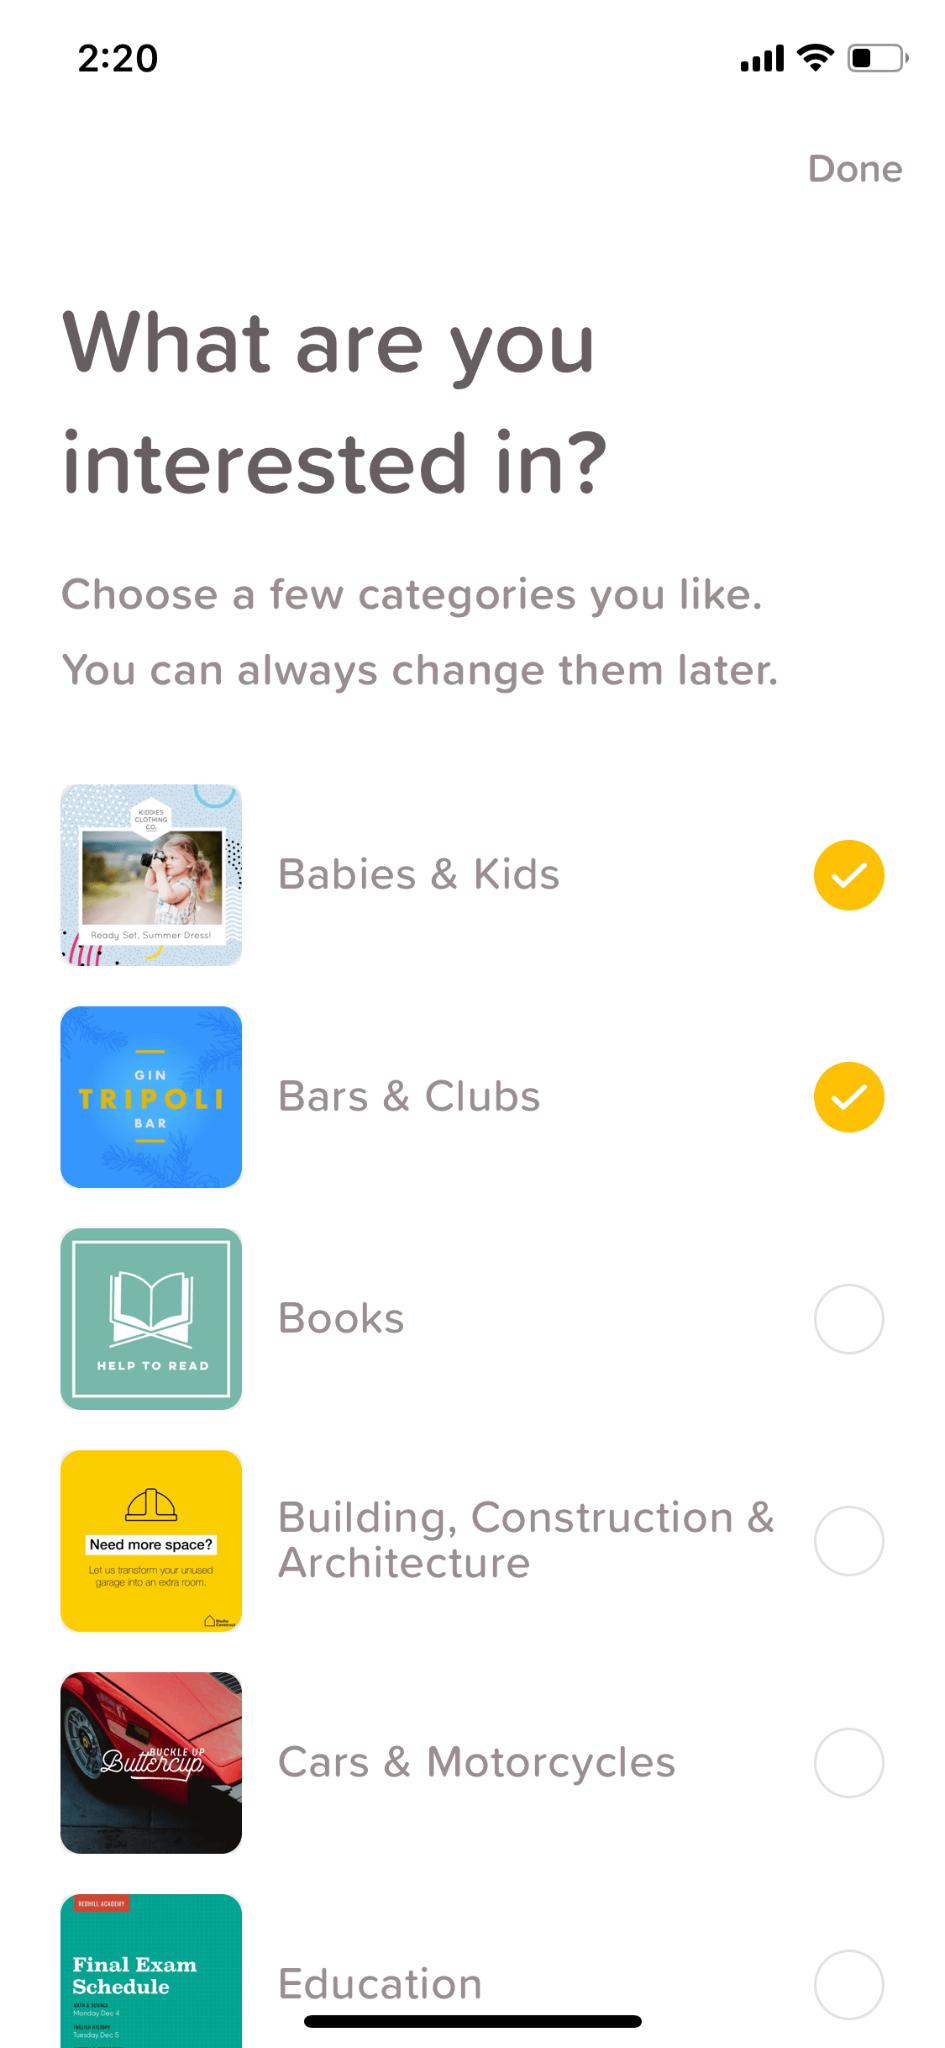 2:20
Done
What are you
interested in?
Choose a few categories you like.
You can always change them later.
KIDDIES
CLOTHING
CO.
Ready Set, Summer Dress!
Babies & Kids
GIN
TRIPOLI
BAR
Bars & Clubs
HELP TO READ
Books
Need more space?
Let us transform your unused
garage into an extra room.
Studio
Construct
Building, Construction &
Architecture
BUCKLE UP
Buttercup
Cars & Motorcycles
REDHILL ACADEMY
Final Exam
Schedule
MATH & SCIENCE
Monday Dec 4
ENGLISH HISTORY
Tuesday Dec 5
Education